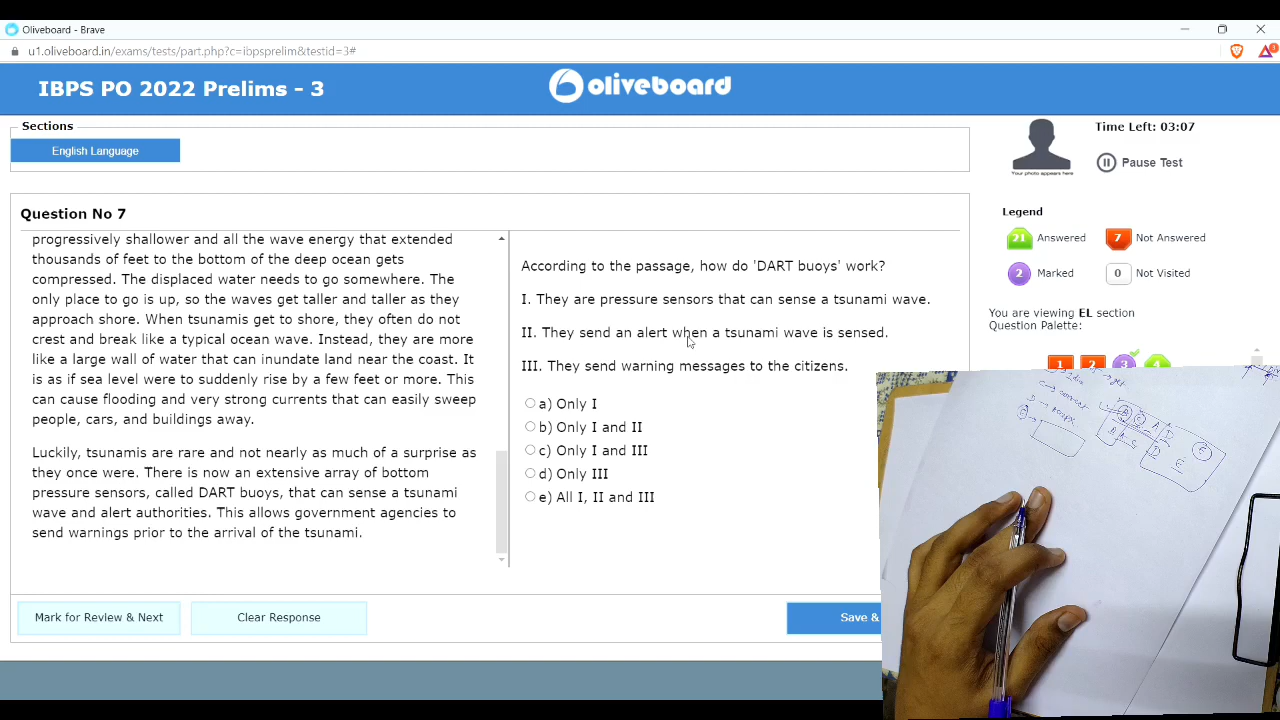 Oliveboard - Brave
u1.oliveboard.in/exams/tests/part.php?c=ibpsprelim&testid=3#
IBPS PO 2022 Prelims - 3
oliveboard
Sections
English Language
Your photo appears here
Time Left: 03:07
Pause Test
Question No 7
progressively shallower and all the wave energy that extended
thousands of feet to the bottom of the deep ocean gets
compressed. The displaced water needs to go somewhere. The
only place to go is up, so the waves get taller and taller as they
approach shore. When tsunamis get to shore, they often do not
crest and break like a typical ocean wave. Instead, they are more
like a large wall of water that can inundate land near the coast. It
is as if sea level were to suddenly rise by a few feet or more. This
can cause flooding and very strong currents that can easily sweep
people, cars, and buildings away.
Luckily, tsunamis are rare and not nearly as much of a surprise as
they once were. There is now an extensive array of bottom
pressure sensors, called DART buoys, that can sense a tsunami
wave and alert authorities. This allows government agencies to
send warnings prior to the arrival of the tsunami.
According to the passage, how do 'DART buoys' work?
I. They are pressure sensors that can sense a tsunami wave.
II. They send an alert when a tsunami wave is sensed.
III. They send warning messages to the citizens.
a) Only I
b) Only I and II
c) Only I and III
d) Only III
e) All I, II and III
Legend
21 Answered
7 Not Answered
2 Marked
0 Not Visited
You are viewing EL section
Question Palette:
1 2 3 4
Mark for Review & Next
Clear Response
Save &